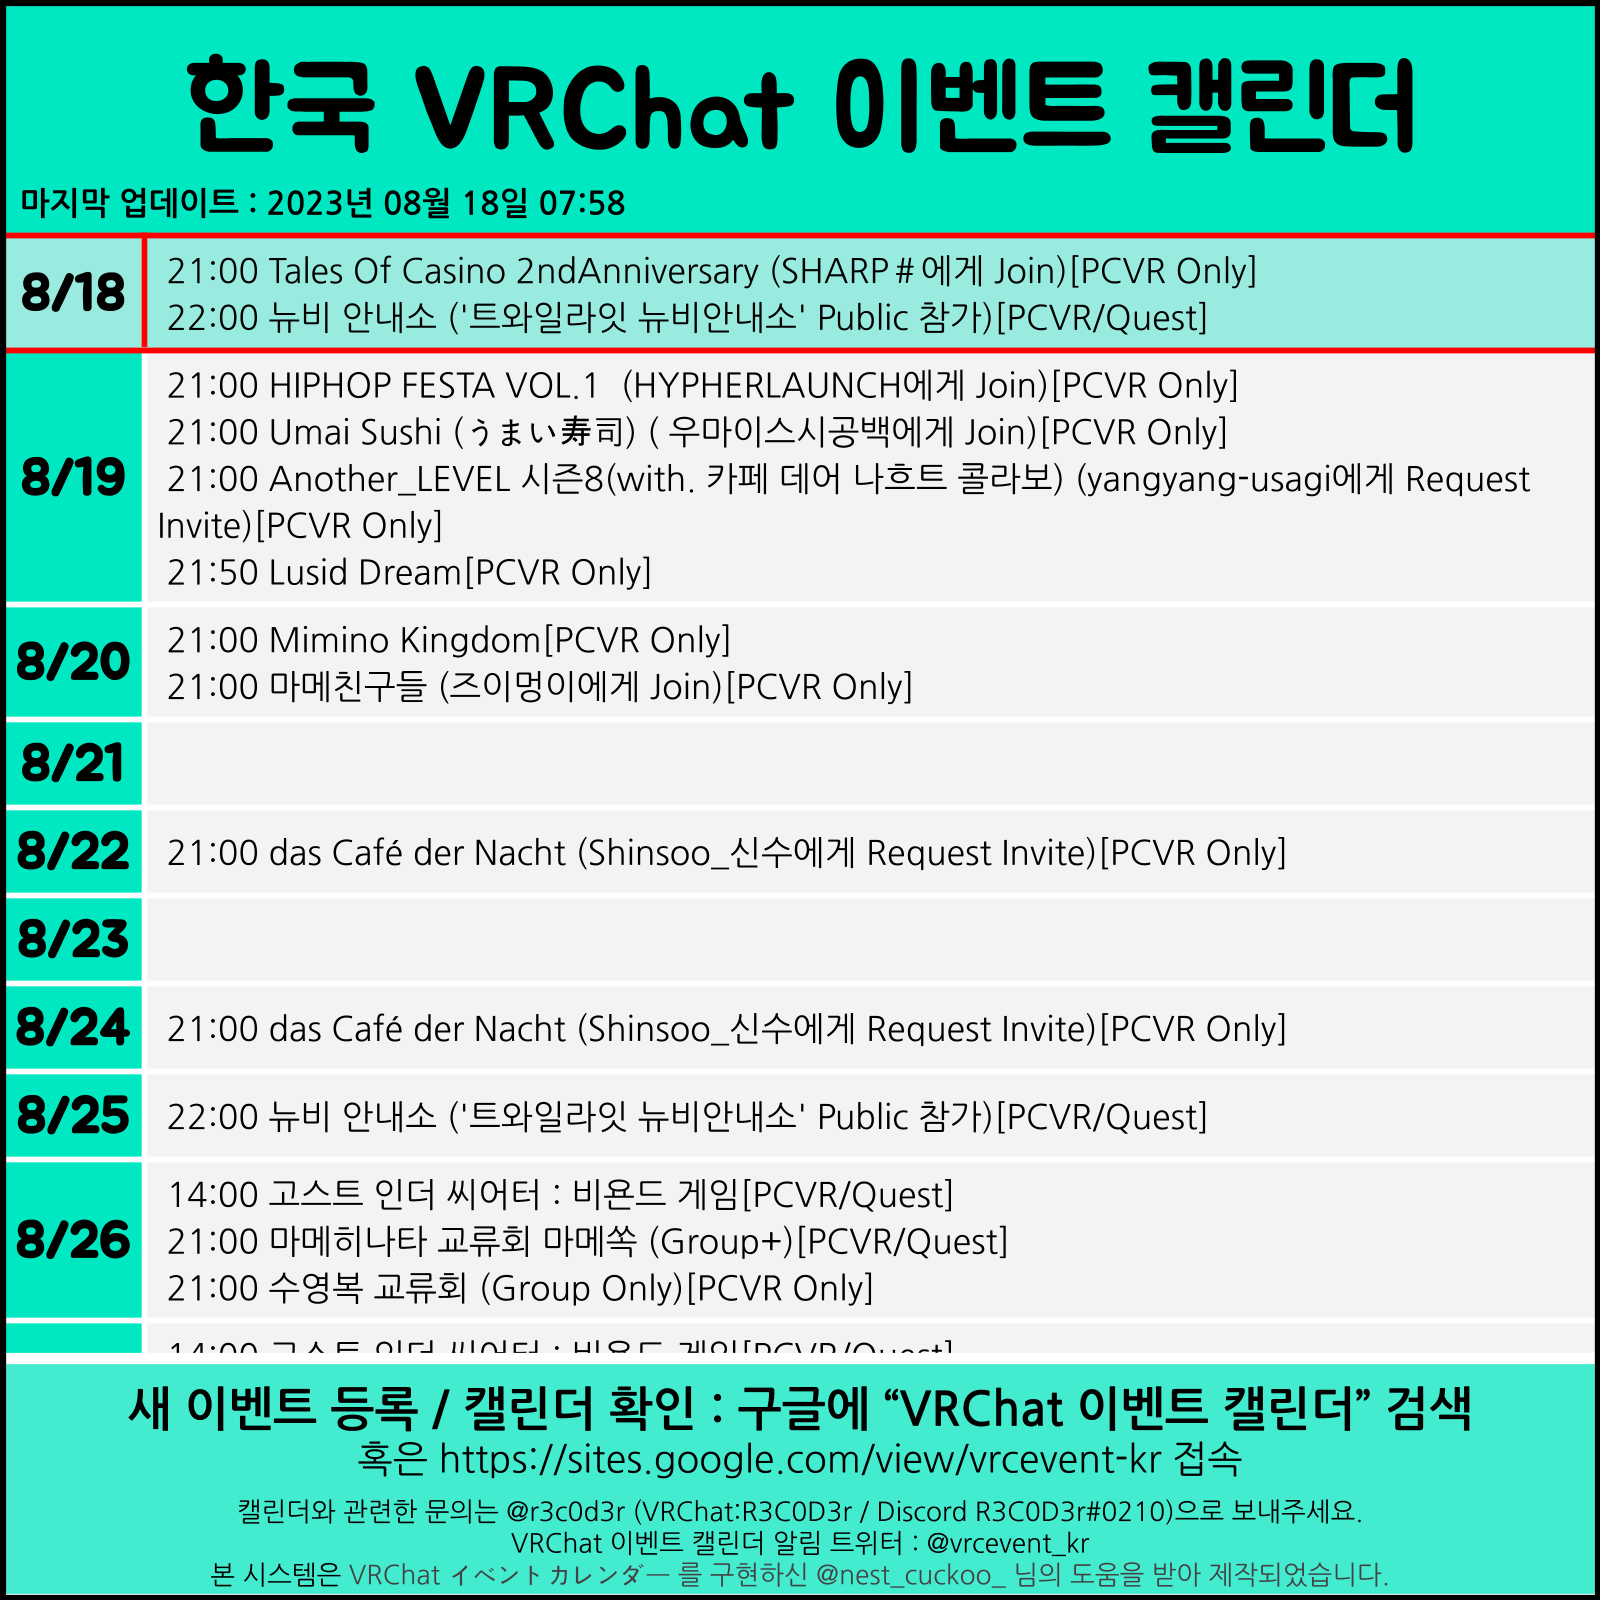 한국 VRChat 이벤트 캘린더
마지막 업데이트 : 2023년 08월 18일 07:58
8/18
21:00 Tales Of Casino 2ndAnniversary (SHARP#에게 Join)[PCVR Only]
22:00 뉴비 안내소 ('트와일라잇 뉴비안내소' Public 참가)[PCVR/Quest]
8/19
21:00 HIPHOP FESTA VOL.1 (HYPHERLAUNCH에게 Join)[PCVR Only]
21:00 Umai Sushi (うまい寿司) ( 우마이스시공백에게 Join)[PCVR Only]
21:00 Another_LEVEL 시즌8(with. 카페 데어 나흐트 콜라보) (yangyang-usagi에게 Request
Invite)[PCVR Only]
21:50 Lusid Dream[PCVR Only]
8/20
21:00 Mimino Kingdom[PCVR Only]
21:00 마메친구들 (즈이멍이에게 Join)[PCVR Only]
8/21
8/22
21:00 das Café der Nacht (Shinsoo_신수에게 Request Invite)[PCVR Only]
8/23
8/24
21:00 das Café der Nacht (Shinsoo_신수에게 Request Invite)[PCVR Only]
8/25
22:00 뉴비 안내소 ('트와일라잇 뉴비안내소' Public 참가)[PCVR/Quest]
8/26
14:00 고스트 인더 씨어터 : 비욘드 게임[PCVR/Quest]
21:00 마메히나타 교류회 마메쏙 (Group+)[PCVR/Quest]
21:00 수영복 교류회 (Group Only)[PCVR Only]
14:00 고스트 인더 씨어터 : 비욘드 게임[PCVR/Quest]
새 이벤트 등록 / 캘린더 확인 : 구글에 “VRChat 이벤트 캘린더” 검색
혹은 https://sites.google.com/view/vrcevent-kr 접속
캘린더와 관련한 문의는 @r3c0d3r (VRChat:R3C0D3r / Discord R3C0D3r#0210)으로 보내주세요.
VRChat 이벤트 캘린더 알림 트위터 : @vrcevent_kr
본 시스템은 VRChat イベントカレンダー 를 구현하신 @nest_cuckoo_ 님의 도움을 받아 제작되었습니다.